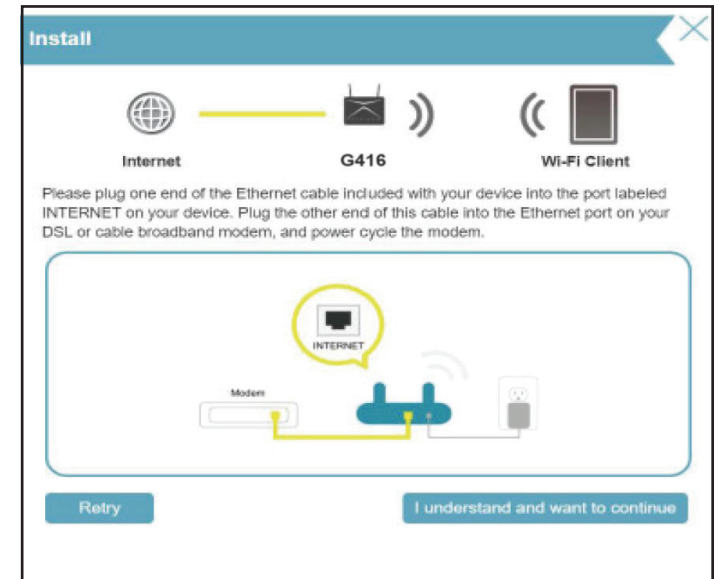 Install
Internet
G416
Wi-Fi Client
Please plug one end of the Ethernet cable included with your device into the port labeled
INTERNET on your device. Plug the other end of this cable into the Ethernet port on your
DSL or cable broadband modem, and power cycle the modem.
INTERNET
Modem
Retry
I understand and want to continue